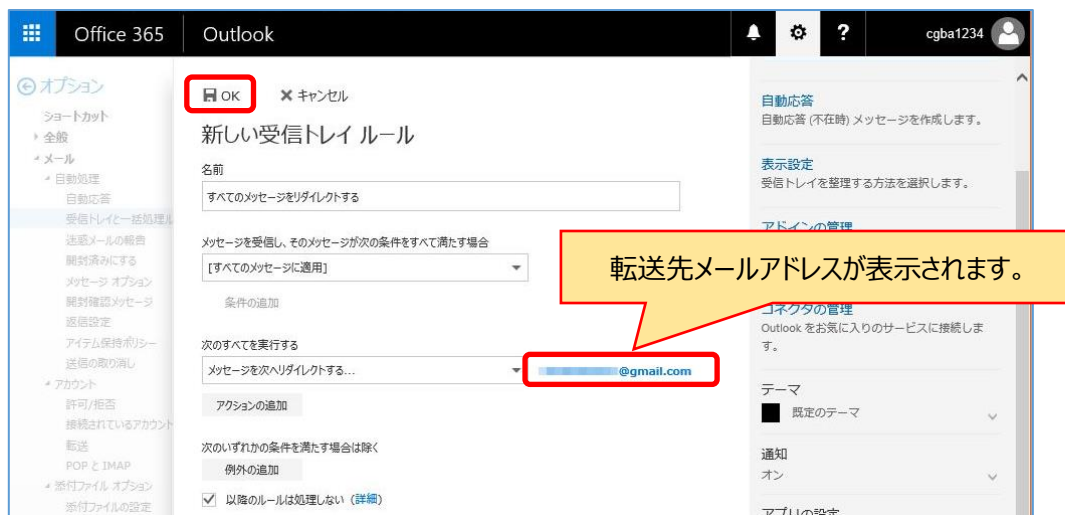 Office 365
Outlook
?
cgba1234
オプション
ショートカット
全般
メール
自動処理
自動応答
受信トレイと一括処理ル
迷惑メールの報告
開封済みにする
メッセージ オプション
開封確認メッセージ
返信設定
アイテム保持ポリシー
送信の取り消し
アカウント
許可/拒否
接続されているアカウント
転送
POP と IMAP
添付ファイル オプション
添付ファイルの設定
OK
キャンセル
新しい受信トレイ ルール
名前
すべてのメッセージをリダイレクトする
メッセージを受信し、そのメッセージが次の条件をすべて満たす場合
[すべてのメッセージに適用]
条件の追加
次のすべてを実行する
メッセージを次へリダイレクトする...
@gmail.com
アクションの追加
次のいずれかの条件を満たす場合は除く
例外の追加
以降のルールは処理しない (詳細)
転送先メールアドレスが表示されます。
自動応答
自動応答 (不在時) メッセージを作成します。
表示設定
受信トレイを整理する方法を選択します。
アドインの管理
コネクタの管理
Outlook をお気に入りのサービスに接続しま
す。
テーマ
既定のテーマ
通知
オン
アプリの設定